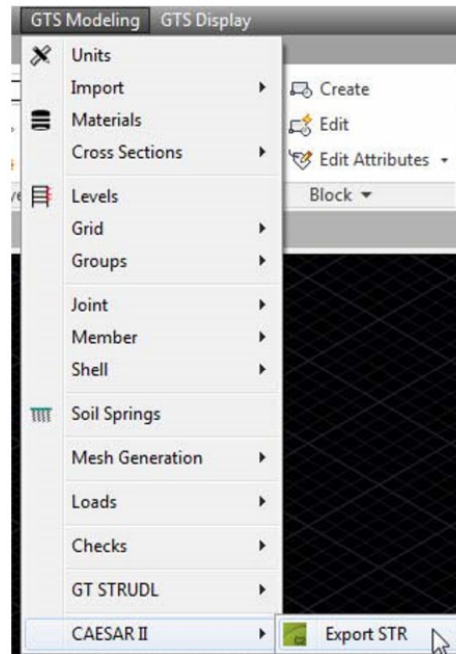 GTS Modeling GTS Display
Units
Import
Materials
Cross Sections
Levels
Grid
Groups
Joint
Member
Shell
Soil Springs
Mesh Generation
Loads
Checks
GT STRUDL
CAESAR II
Export STR
Create
Edit
Edit Attributes
Block